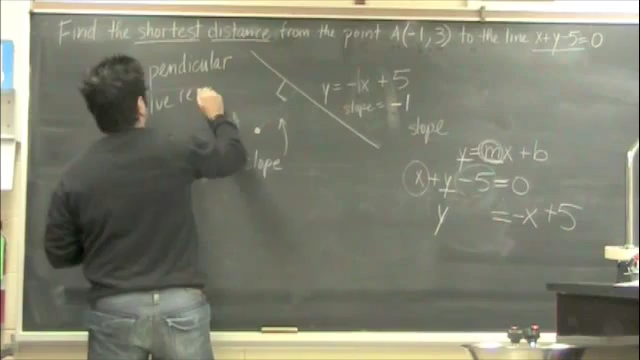 Find the shortest distance from the point A(-1,3) to the line x+y-5=0
pendicular
y=-1x+5
slope=-1
slope
slope
y=mx+b
x+y-5=0
y =-x+5